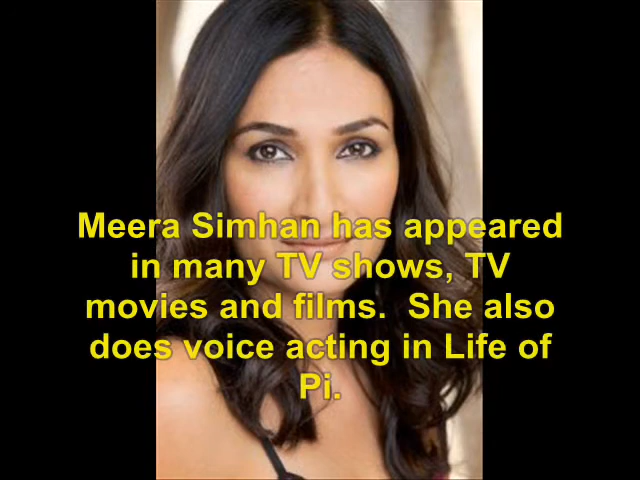 Meera Simhan has appeared
in many TV shows, TV
movies and films.  She also
does voice acting in Life of
Pi.